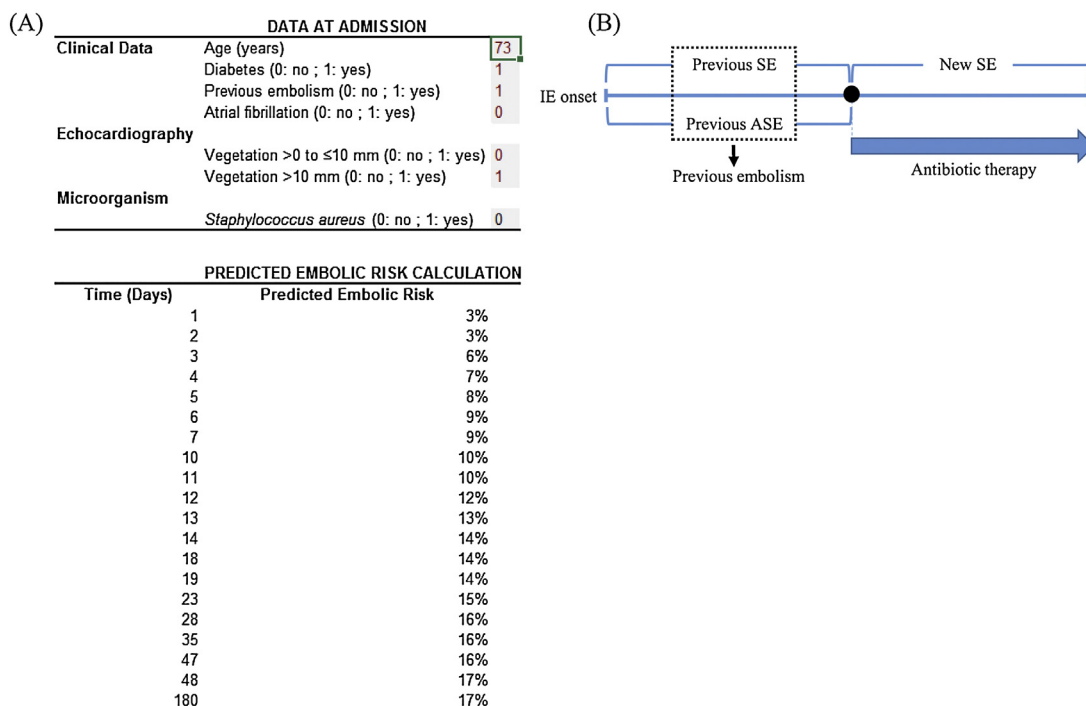 (A)
DATA AT ADMISSION
Clinical Data Age (years) 73
Diabetes (0: no ; 1: yes) 1
Previous embolism (0: no ; 1: yes) 1
Atrial fibrillation (0: no ; 1: yes) 0
Echocardiography
Vegetation >0 to ≤10 mm (0: no ; 1: yes) 0
Vegetation >10 mm (0: no ; 1: yes) 1
Microorganism
Staphylococcus aureus (0: no ; 1: yes) 0
PREDICTED EMBOLIC RISK CALCULATION
Time (Days) Predicted Embolic Risk
1 3%
2 3%
3 6%
4 7%
5 8%
6 9%
7 9%
10 10%
11 10%
12 12%
13 13%
14 14%
18 14%
19 14%
23 15%
28 16%
35 16%
47 16%
48 17%
180 17%
(B)
Previous SE New SE
IE onset
Previous ASE
Antibiotic therapy
Previous embolism